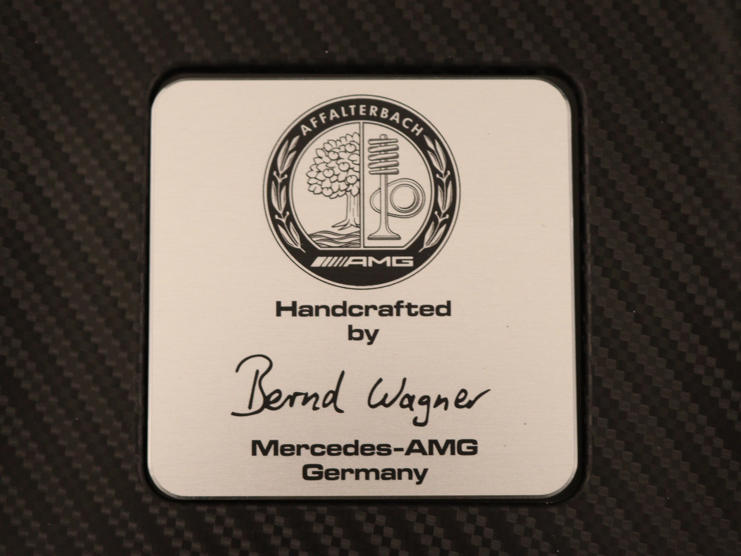 AFFALTERBACH
AMG
Handcrafted
by
Bernd Wagner
Mercedes-AMG
Germany